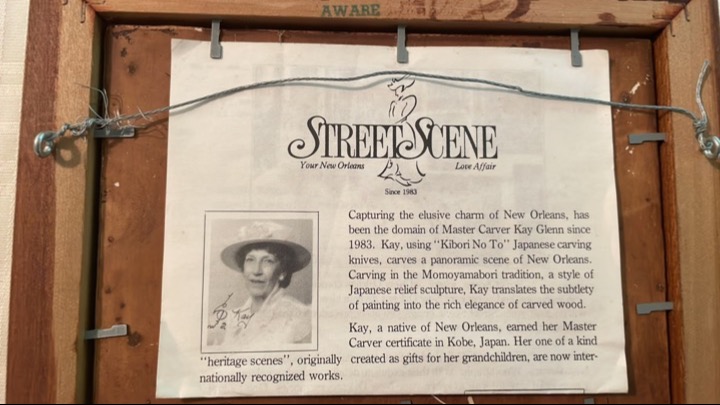 AWARE
STREET SCENE
Your New Orleans Love Affair
Since 1983
Capturing the elusive charm of New Orleans, has
been the domain of Master Carver Kay Glenn since
1983. Kay, using "Kibori No To" Japanese carving
knives, carves a panoramic scene of New Orleans.
Carving in the Momoyamabori tradition, a style of
Japanese relief sculpture, Kay translates the subtlety
of painting into the rich elegance of carved wood.
Kay, a native of New Orleans, earned her Master
Carver certificate in Kobe, Japan. Her one of a kind
"heritage scenes", originally created as gifts for her grandchildren, are now inter-
nationally recognized works.
Kay